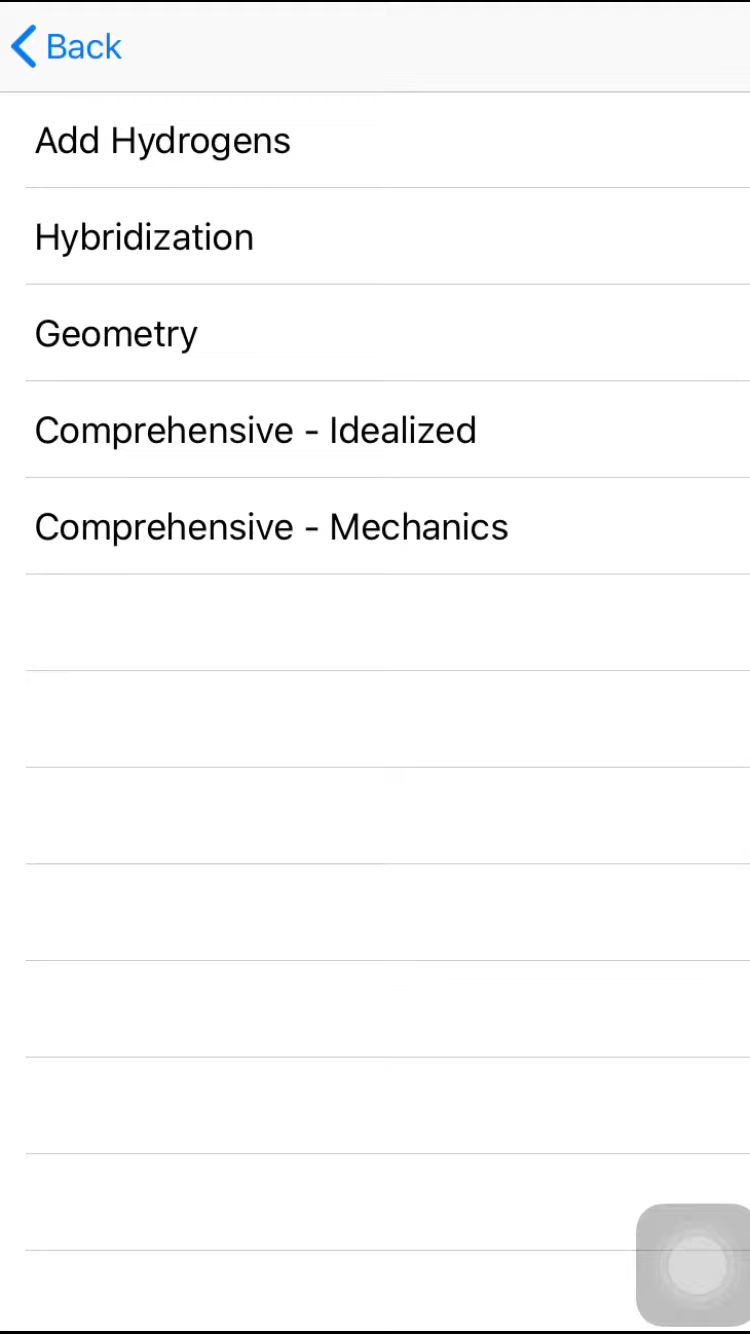 Back
Add Hydrogens
Hybridization
Geometry
Comprehensive - Idealized
Comprehensive - Mechanics